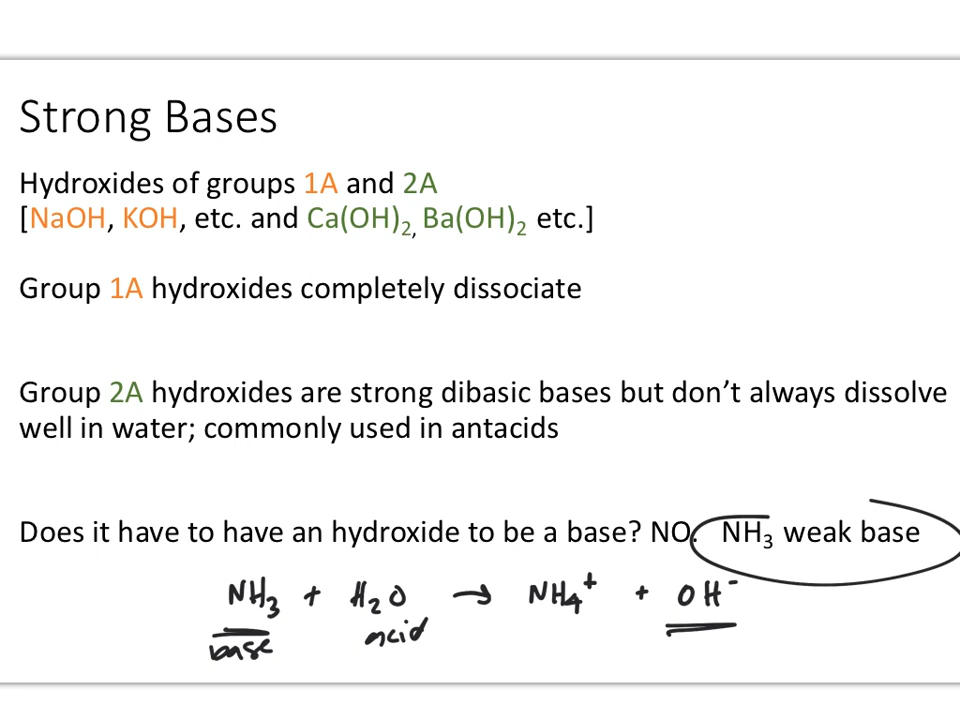 Strong Bases
Hydroxides of groups 1A and 2A
[NaOH, KOH, etc. and Ca(OH)₂, Ba(OH)₂ etc.]
Group 1A hydroxides completely dissociate
Group 2A hydroxides are strong dibasic bases but don’t always dissolve
well in water; commonly used in antacids
Does it have to have an hydroxide to be a base? NO. NH₃ weak base
NH₃ + H₂O → NH₄⁺ + OH⁻
base acid